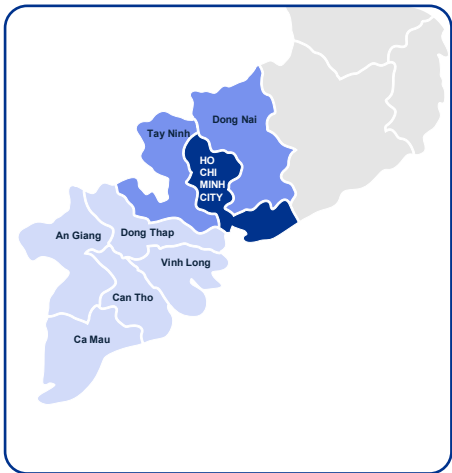 Dong Nai
Tay Ninh
HO
CHI
MINH
CITY
An Giang
Dong Thap
Vinh Long
Can Tho
Ca Mau